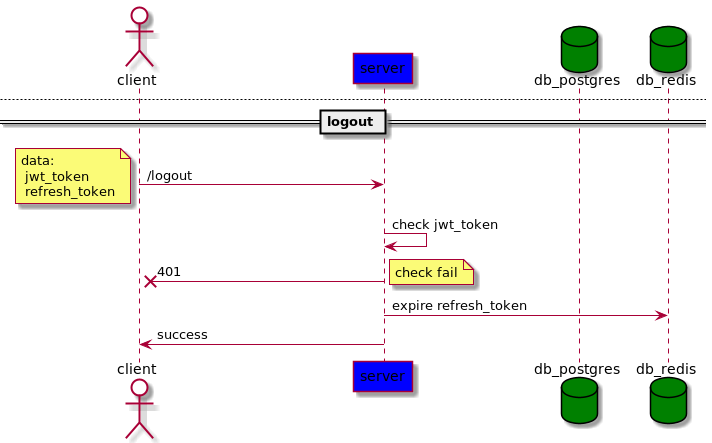 client
server
db_postgres
db_redis
logout
data:
jwt_token
refresh_token
/logout
check jwt_token
401
check fail
expire refresh_token
success
client
server
db_postgres
db_redis